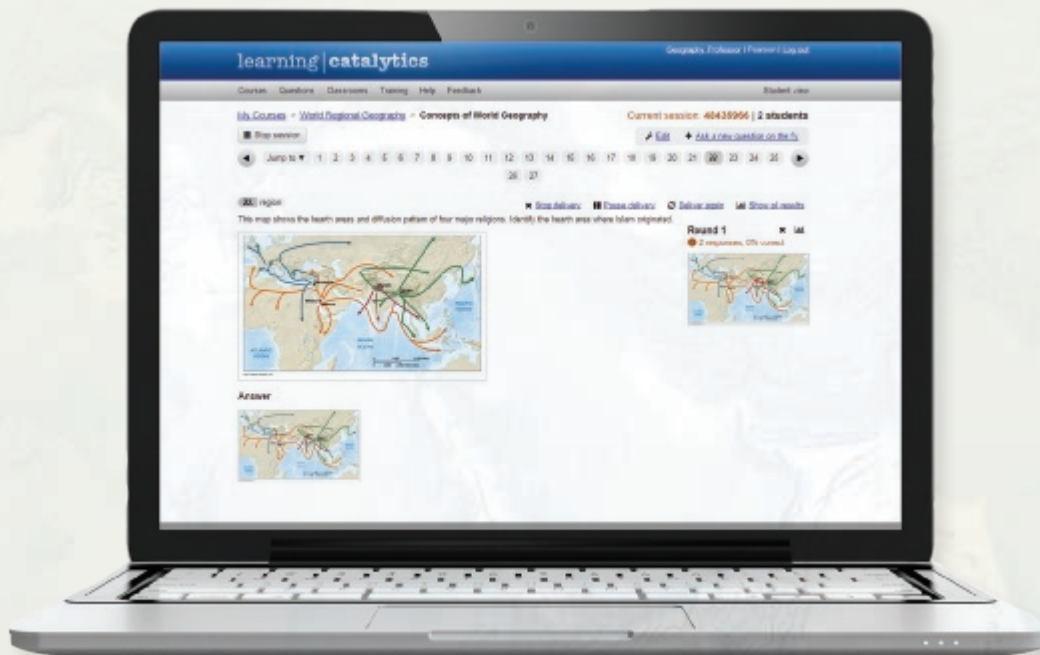 learning | catalytics
Geography Professor | Pearson | Log out
Courses Questions Classrooms Training Help Feedback
Student view
My Courses » World Regional Geography » Concepts of World Geography
Current session: 48435966 | 2 students
Stop session
Edit
Ask a new question on the fly
Jump to ▼ 1 2 3 4 5 6 7 8 9 10 11 12 13 14 15 16 17 18 19 20 21 22 23 24 25
26 27
22. region
Stop delivery Pause delivery Deliver again Show all results
This map shows the hearth areas and diffusion pattern of four major religions. Identify the hearth area where Islam originated.
Round 1
2 responses, 0% correct
Answer